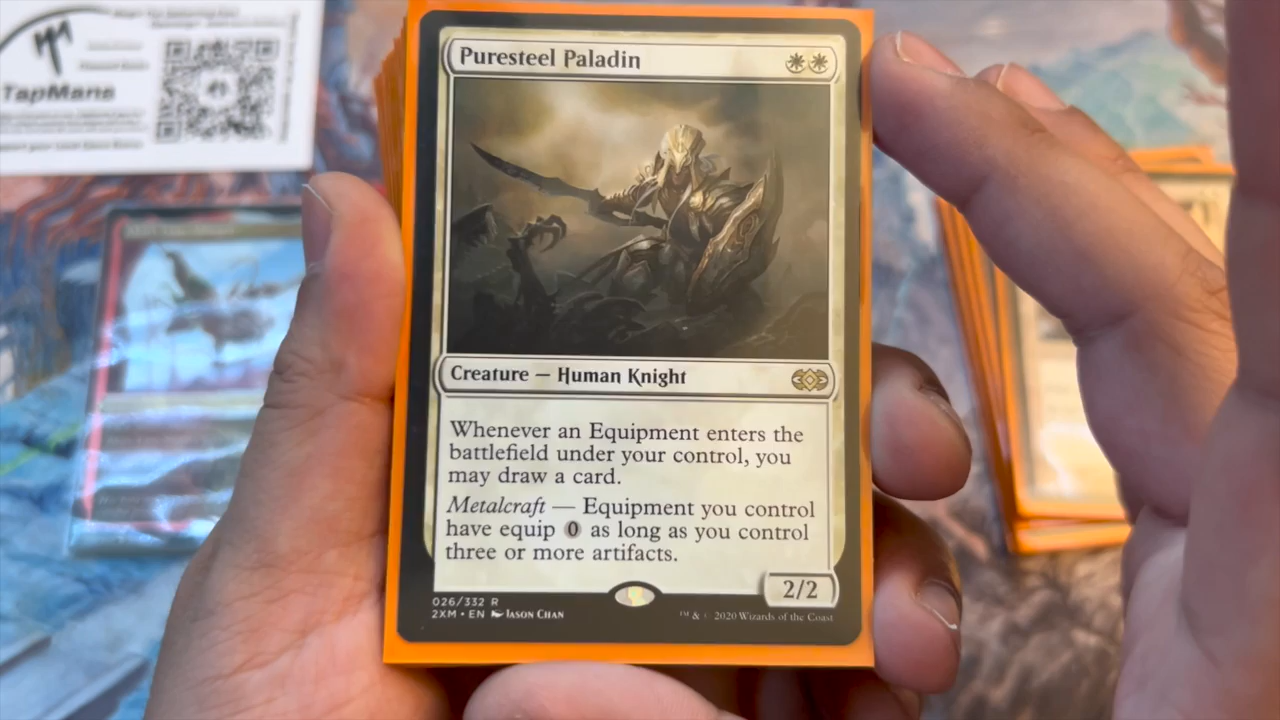 TapMana
Puresteel Paladin
Creature — Human Knight
Whenever an Equipment enters the
battlefield under your control, you
may draw a card.
Metalcraft — Equipment you control
have equip 0 as long as you control
three or more artifacts.
2/2
026/332 R
2XM • EN Jason Chan
™ & © 2020 Wizards of the Coast